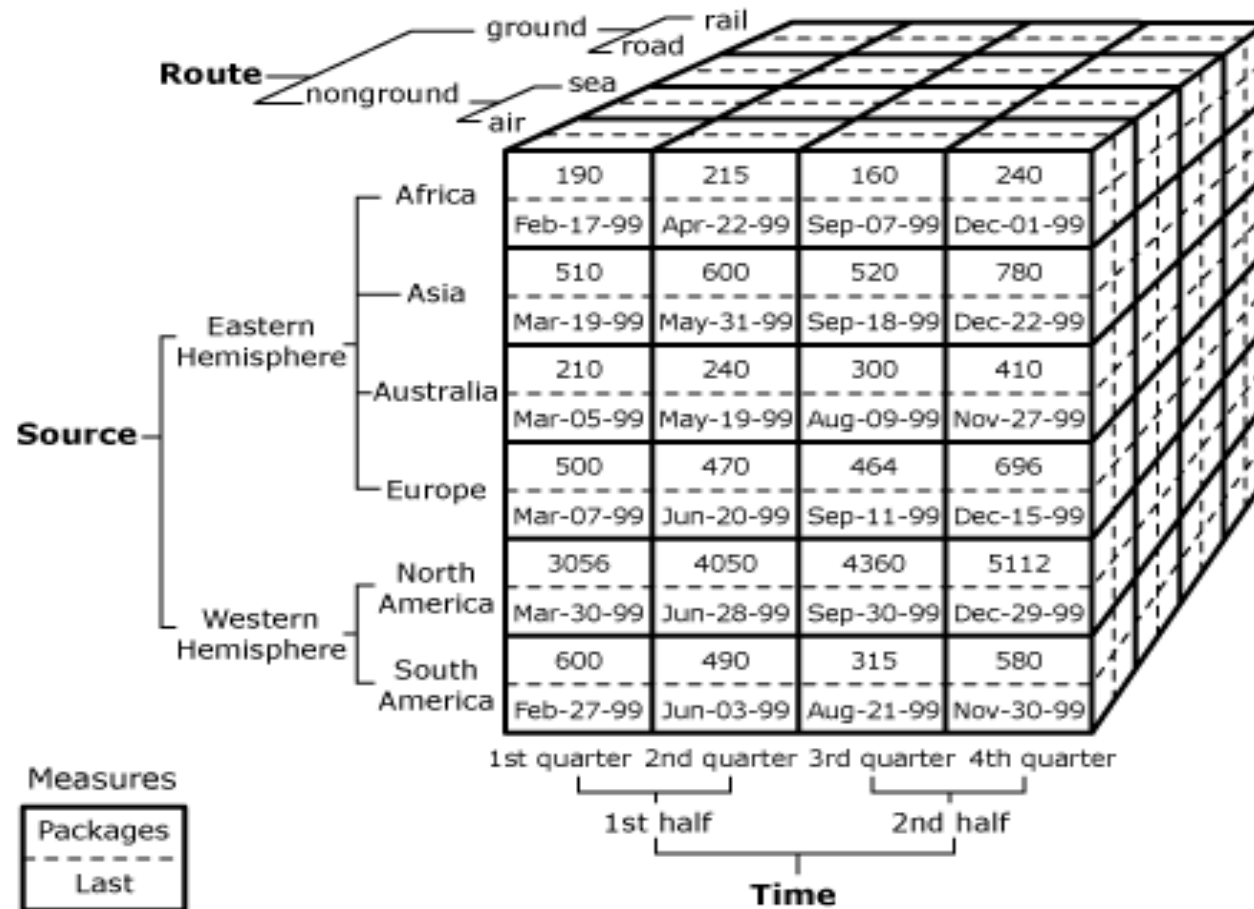 rail
ground
road
Route
sea
nonground
air
Africa
190 215 160 240
Feb-17-99 Apr-22-99 Sep-07-99 Dec-01-99
Asia
510 600 520 780
Mar-19-99 May-31-99 Sep-18-99 Dec-22-99
Eastern
Hemisphere
Australia
210 240 300 410
Mar-05-99 May-19-99 Aug-09-99 Nov-27-99
Source
Europe
500 470 464 696
Mar-07-99 Jun-20-99 Sep-11-99 Dec-15-99
North
America
3056 4050 4360 5112
Mar-30-99 Jun-28-99 Sep-30-99 Dec-29-99
Western
Hemisphere
South
America
600 490 315 580
Feb-27-99 Jun-03-99 Aug-21-99 Nov-30-99
1st quarter 2nd quarter 3rd quarter 4th quarter
1st half 2nd half
Time
Measures
Packages
Last